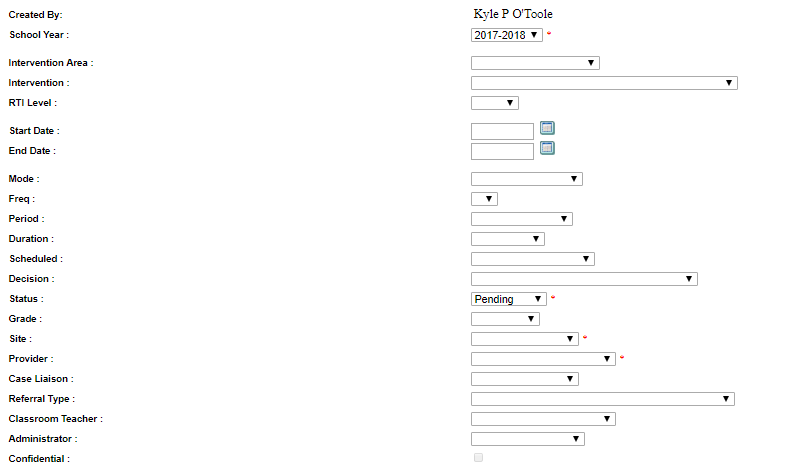 Created By: Kyle P O'Toole
School Year : 2017-2018 *
Intervention Area :
Intervention :
RTI Level :
Start Date :
End Date :
Mode :
Freq :
Period :
Duration :
Scheduled :
Decision :
Status : Pending *
Grade :
Site : *
Provider : *
Case Liaison :
Referral Type :
Classroom Teacher :
Administrator :
Confidential :